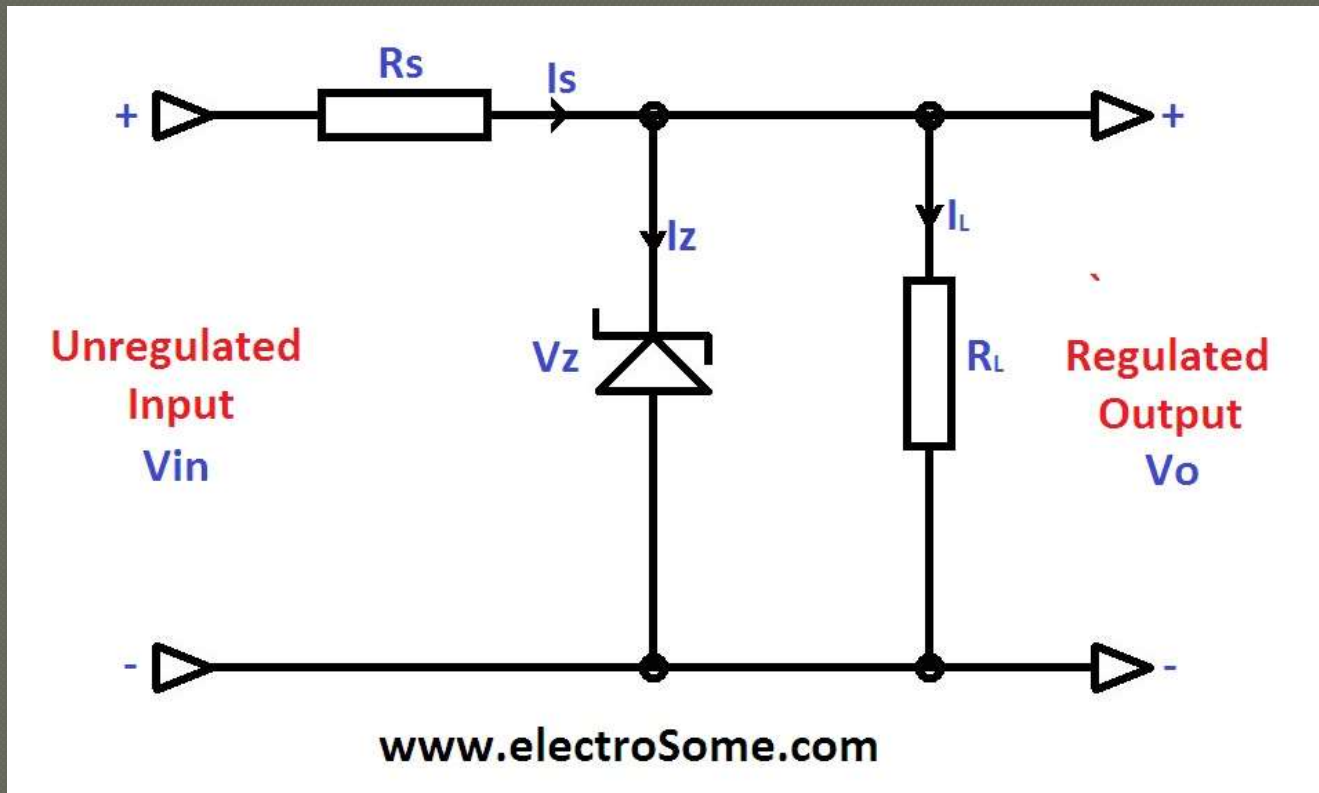 Rs
Is
+
+
Iz
IL
Unregulated
Input
Vin
Vz
RL
Regulated
Output
Vo
-
-
www.electroSome.com